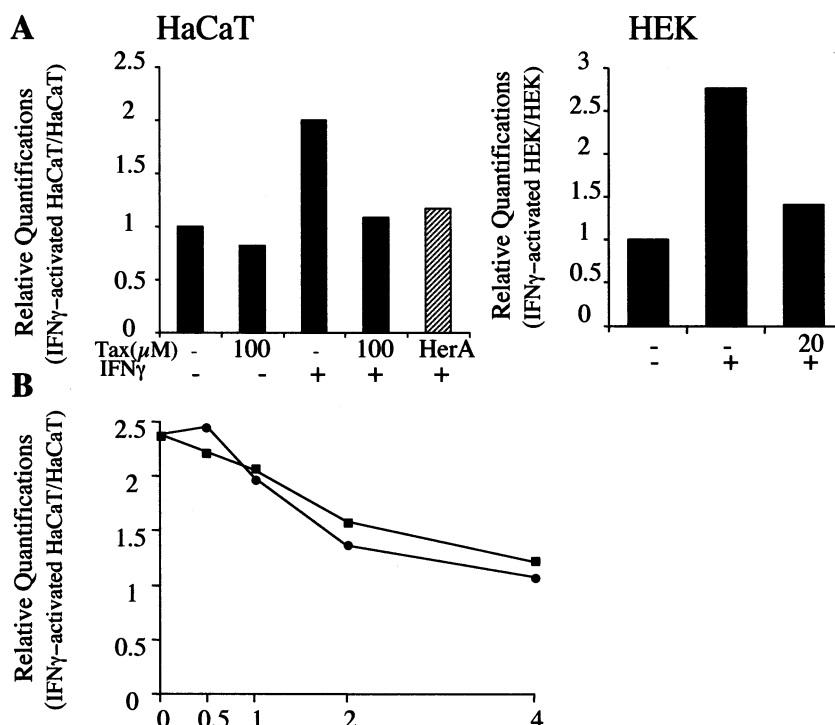 A HaCaT HEK
Relative Quantifications
(IFNγ-activated HaCaT/HaCaT)
2.5
2
1.5
1
0.5
0
Tax(μM) - 100 - 100 HerA
IFNγ - - + + +
Relative Quantifications
(IFNγ-activated HEK/HEK)
3
2.5
2
1.5
1
0.5
0
- - 20
- + +
B
Relative Quantifications
(IFNγ-activated HaCaT/HaCaT)
2.5
2
1.5
1
0.5
0
0 0.5 1 2 4